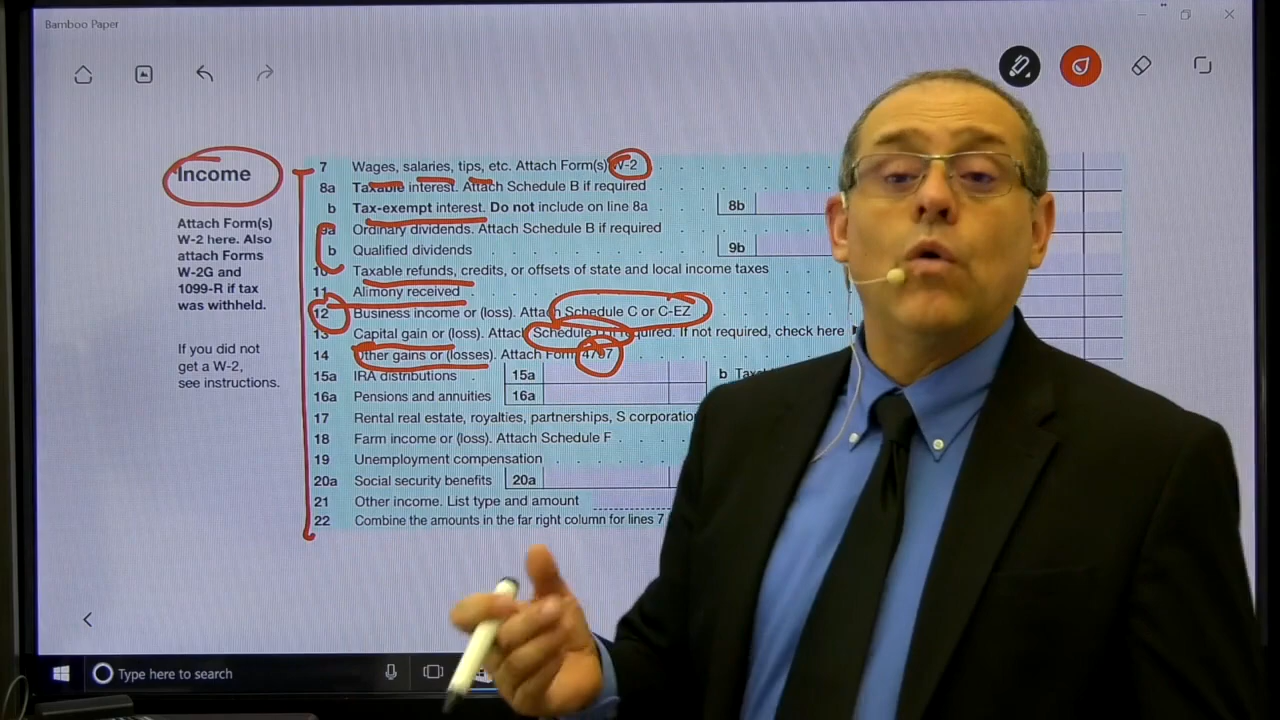 Bamboo Paper
Income
Attach Form(s)
W-2 here. Also
attach Forms
W-2G and
1099-R if tax
was withheld.
If you did not
get a W-2,
see instructions.
7 Wages, salaries, tips, etc. Attach Form(s) W-2
8a Taxable interest. Attach Schedule B if required
b Tax-exempt interest. Do not include on line 8a 8b
9a Ordinary dividends. Attach Schedule B if required
b Qualified dividends 9b
10 Taxable refunds, credits, or offsets of state and local income taxes
11 Alimony received
12 Business income or (loss). Attach Schedule C or C-EZ
13 Capital gain or (loss). Attach Schedule D if required. If not required, check here
14 Other gains or (losses). Attach Form 4797
15a IRA distributions 15a b
16a Pensions and annuities 16a
17 Rental real estate, royalties, partnerships, S
18 Farm income or (loss). Attach Schedule F
19 Unemployment compensation
20a Social security benefits 20a
21 Other income. List type and amount
22 Combine the amounts in the far right column for lines 7
Type here to search